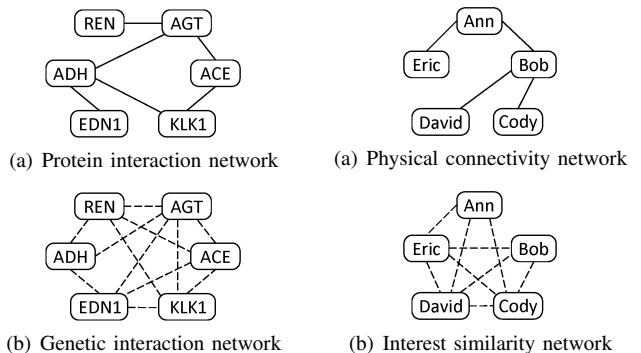 REN AGT
ADH ACE
EDN1 KLK1
(a) Protein interaction network
Ann
Eric Bob
David Cody
(a) Physical connectivity network
REN AGT
ADH ACE
EDN1 KLK1
(b) Genetic interaction network
Ann
Eric Bob
David Cody
(b) Interest similarity network